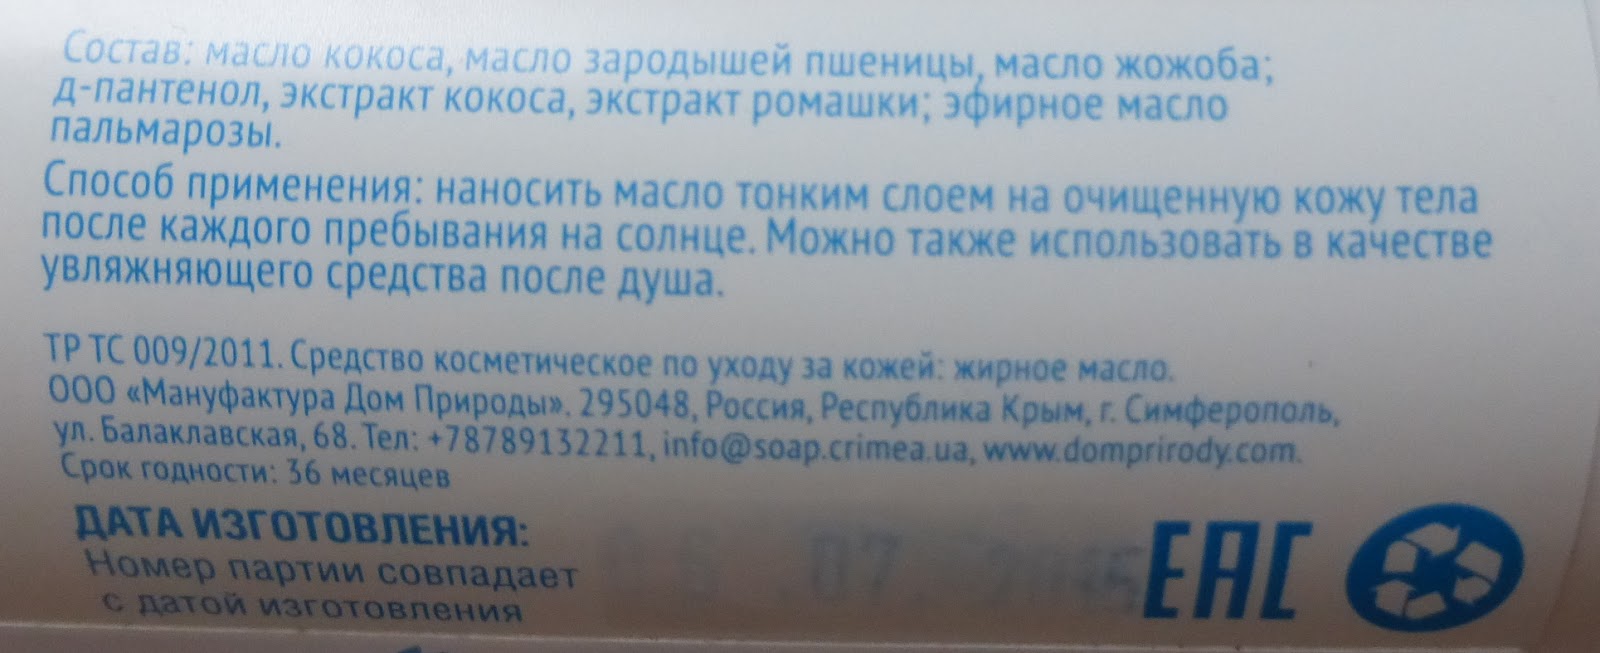 Состав: масло кокоса, масло зародышей пшеницы, масло жожоба;
д-пантенол, экстракт кокоса, экстракт ромашки; эфирное масло
пальмарозы.
Способ применения: наносить масло тонким слоем на очищенную кожу тела
после каждого пребывания на солнце. Можно также использовать в качестве
увляжняющего средства после душа.
ТР ТС 009/2011. Средство косметическое по уходу за кожей: жирное масло.
ООО «Мануфактура Дом Природы». 295048, Россия, Республика Крым, г. Симферополь,
ул. Балаклавская, 68. Тел: +78789132211, info@soap.crimea.ua, www.domprirody.com.
Срок годности: 36 месяцев
ДАТА ИЗГОТОВЛЕНИЯ:
Номер партии совпадает
с датой изготовления
07
ЕАС